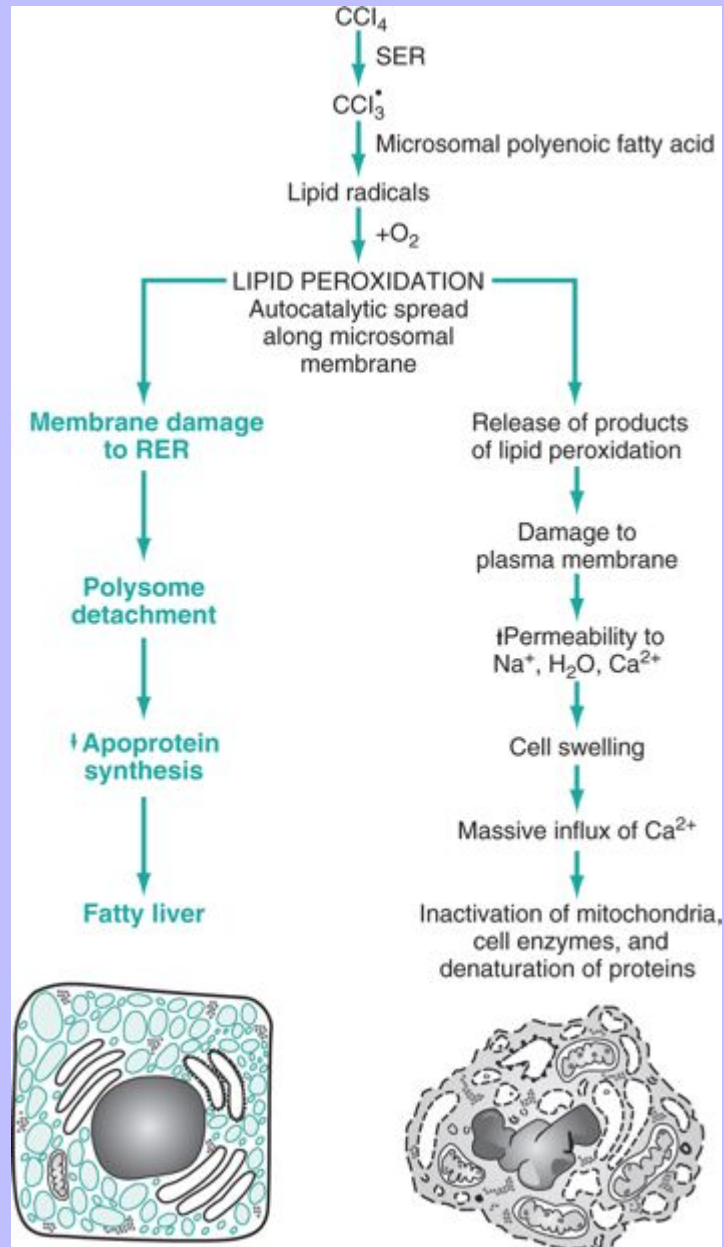 CCl₄
SER
CCl₃•
Microsomal polyenoic fatty acid
Lipid radicals
+O₂
LIPID PEROXIDATION
Autocatalytic spread
along microsomal
membrane
Membrane damage
to RER
Polysome
detachment
↓Apoprotein
synthesis
Fatty liver
Release of products
of lipid peroxidation
Damage to
plasma membrane
↑Permeability to
Na⁺, H₂O, Ca²⁺
Cell swelling
Massive influx of Ca²⁺
Inactivation of mitochondria,
cell enzymes, and
denaturation of proteins